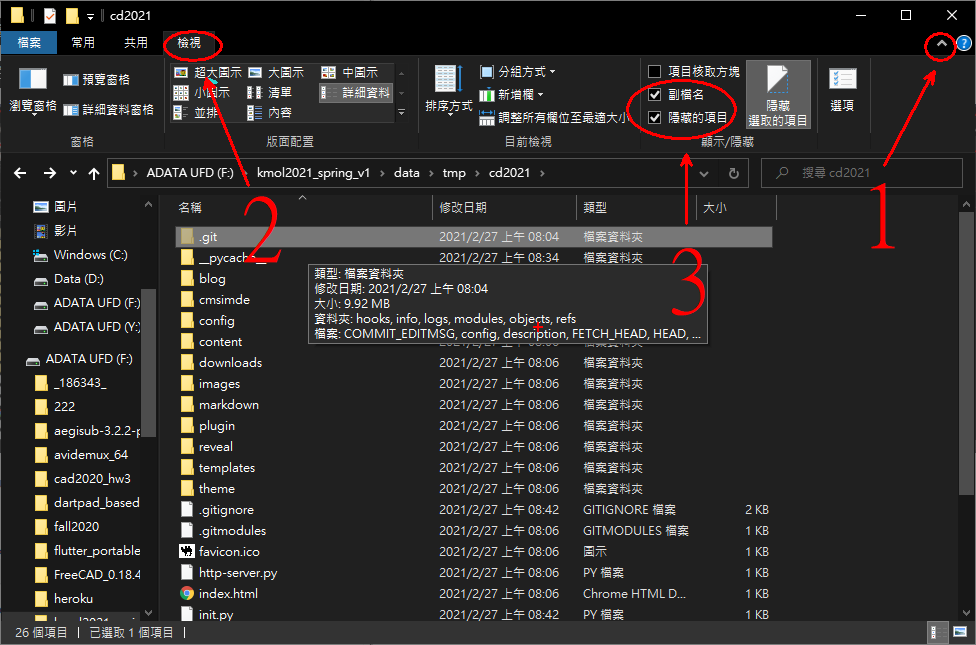 cd2021
檔案 常用 共用 檢視
預覽窗格 超大圖示 大圖示 中圖示 分組方式 項目核取方塊
小圖示 清單 詳細資料 新增欄 副檔名
瀏覽窗格 詳細資料窗格 並排 內容 排序方式 調整所有欄位至最適大小 隱藏的項目 隱藏 選項
選取的項目
窗格 版面配置 目前檢視 顯示/隱藏
ADATA UFD (F:) kmol2021_spring_v1 data tmp cd2021 搜尋 cd2021
1
2
3
圖片
影片
Windows (C:)
Data (D:)
ADATA UFD (F:)
ADATA UFD (Y:)
ADATA UFD (F:)
_186343_
222
aegisub-3.2.2-p
avidemux_64
cad2020_hw3
dartpad_based
fall2020
flutter_portable
FreeCAD_0.18.4
heroku
名稱 修改日期 類型 大小
.git 2021/2/27 上午 08:04 檔案資料夾
__pycache__ 2021/2/27 上午 08:34 檔案資料夾
blog
cmsimde
config
content 2021/2/27 上午 08:06 檔案資料夾
downloads 2021/2/27 上午 08:06 檔案資料夾
images 2021/2/27 上午 08:06 檔案資料夾
markdown 2021/2/27 上午 08:06 檔案資料夾
plugin 2021/2/27 上午 08:06 檔案資料夾
reveal 2021/2/27 上午 08:06 檔案資料夾
templates 2021/2/27 上午 08:06 檔案資料夾
theme 2021/2/27 上午 08:06 檔案資料夾
.gitignore 2021/2/27 上午 08:42 GITIGNORE 檔案 2 KB
.gitmodules 2021/2/27 上午 08:06 GITMODULES 檔案 1 KB
favicon.ico 2021/2/27 上午 08:06 圖示 1 KB
http-server.py 2021/2/27 上午 08:06 PY 檔案 1 KB
index.html 2021/2/27 上午 08:06 Chrome HTML D... 1 KB
init.py 2021/2/27 上午 08:42 PY 檔案 1 KB
類型: 檔案資料夾
修改日期: 2021/2/27 上午 08:04
大小: 9.92 MB
資料夾: hooks, info, logs, modules, objects, refs
檔案: COMMIT_EDITMSG, config, description, FETCH_HEAD, HEAD, ...
26 個項目 已選取 1 個項目